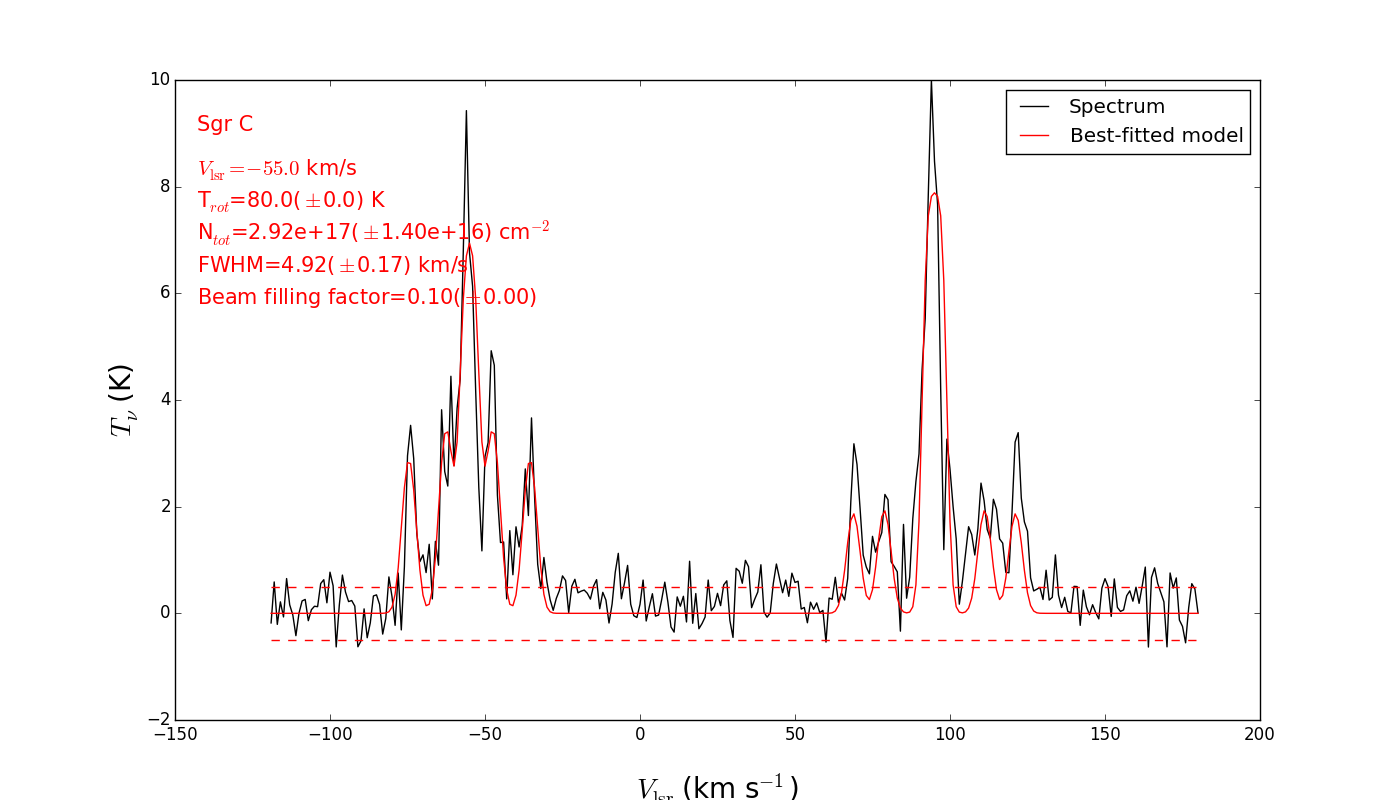 Sgr C
V_lsr=−55.0 km/s
T_rot=80.0(±0.0) K
N_tot=2.92e+17(±1.40e+16) cm^−2
FWHM=4.92(±0.17) km/s
Beam filling factor=0.10(±0.00)
Spectrum
Best-fitted model
10
8
6
4
2
0
−2
T_ν (K)
−150 −100 −50 0 50 100 150 200
V_lsr (km s^−1)